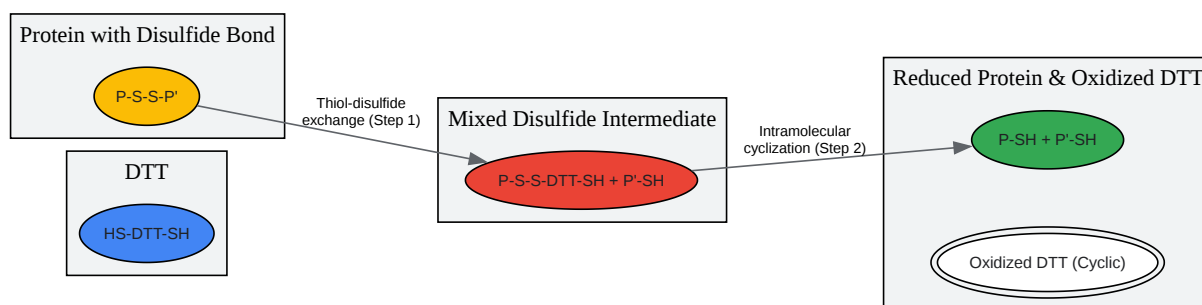 Protein with Disulfide Bond
P-S-S-P'
DTT
HS-DTT-SH
Thiol-disulfide
exchange (Step 1)
Mixed Disulfide Intermediate
P-S-S-DTT-SH + P'-SH
Intramolecular
cyclization (Step 2)
Reduced Protein & Oxidized DTT
P-SH + P'-SH
Oxidized DTT (Cyclic)